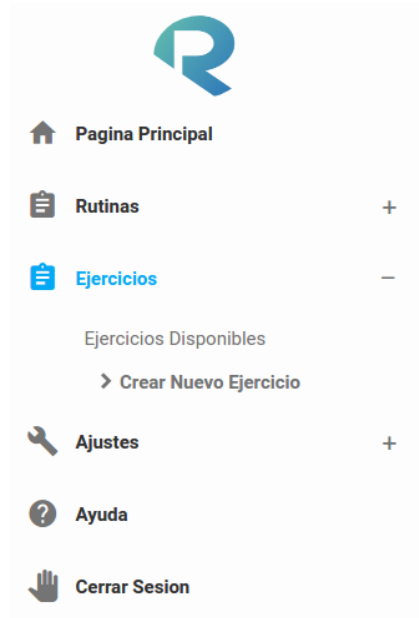 Pagina Principal
Rutinas +
Ejercicios −
Ejercicios Disponibles
Crear Nuevo Ejercicio
Ajustes +
Ayuda
Cerrar Sesion